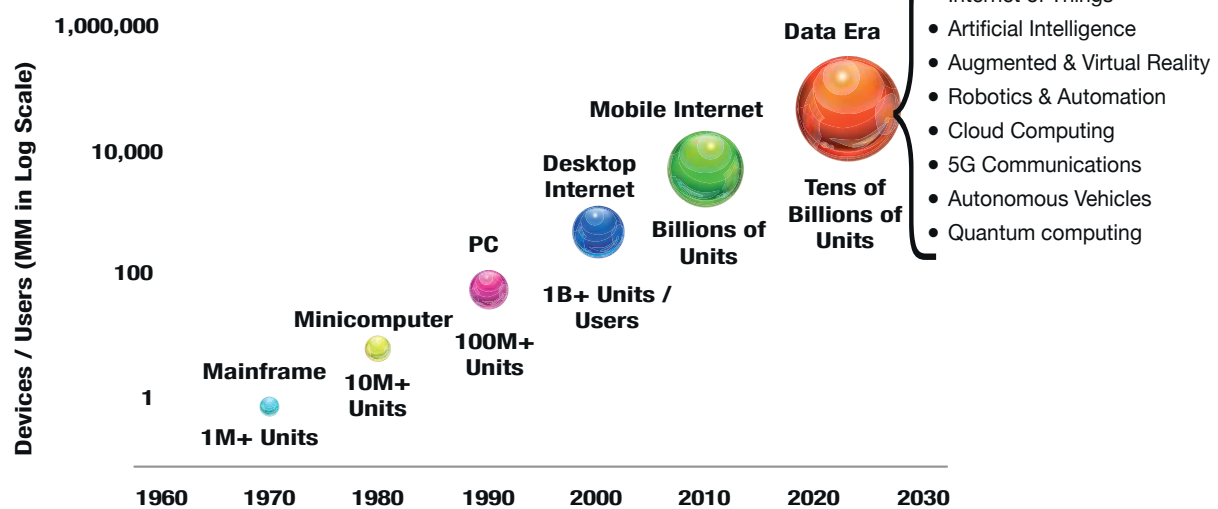 Devices / Users (MM in Log Scale)
1,000,000
10,000
100
1
Mainframe
1M+ Units
Minicomputer
10M+
Units
PC
100M+
Units
Desktop
Internet
1B+ Units /
Users
Mobile Internet
Billions of
Units
Data Era
Tens of
Billions of
Units
Internet of Things
• Artificial Intelligence
• Augmented & Virtual Reality
• Robotics & Automation
• Cloud Computing
• 5G Communications
• Autonomous Vehicles
• Quantum computing
1960 1970 1980 1990 2000 2010 2020 2030